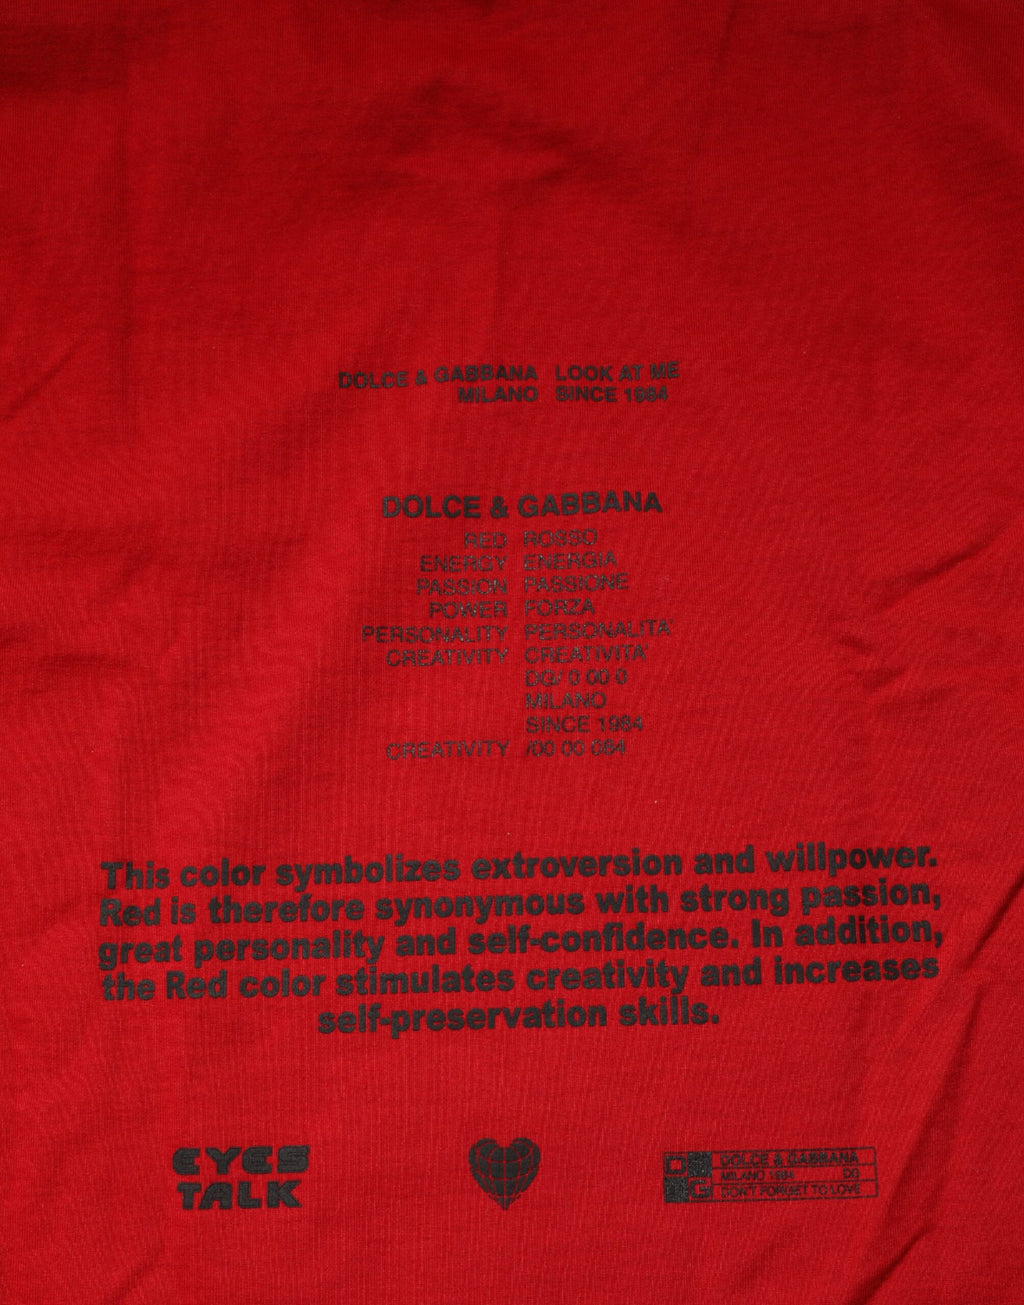 DOLCE & GABBANA LOOK AT ME
MILANO SINCE 1984
DOLCE & GABBANA
RED ROSSO
ENERGY ENERGIA
PASSION PASSIONE
POWER FORZA
PERSONALITY PERSONALITA'
CREATIVITY CREATIVITA'
DG/ 0 00 0
MILANO
SINCE 1984
CREATIVITY /00 00 084
This color symbolizes extroversion and willpower.
Red is therefore synonymous with strong passion,
great personality and self-confidence. In addition,
the Red color stimulates creativity and increases
self-preservation skills.
EYES
TALK
DG
DOLCE & GABBANA
MILANO 1984 DG
DON'T FORGET TO LOVE